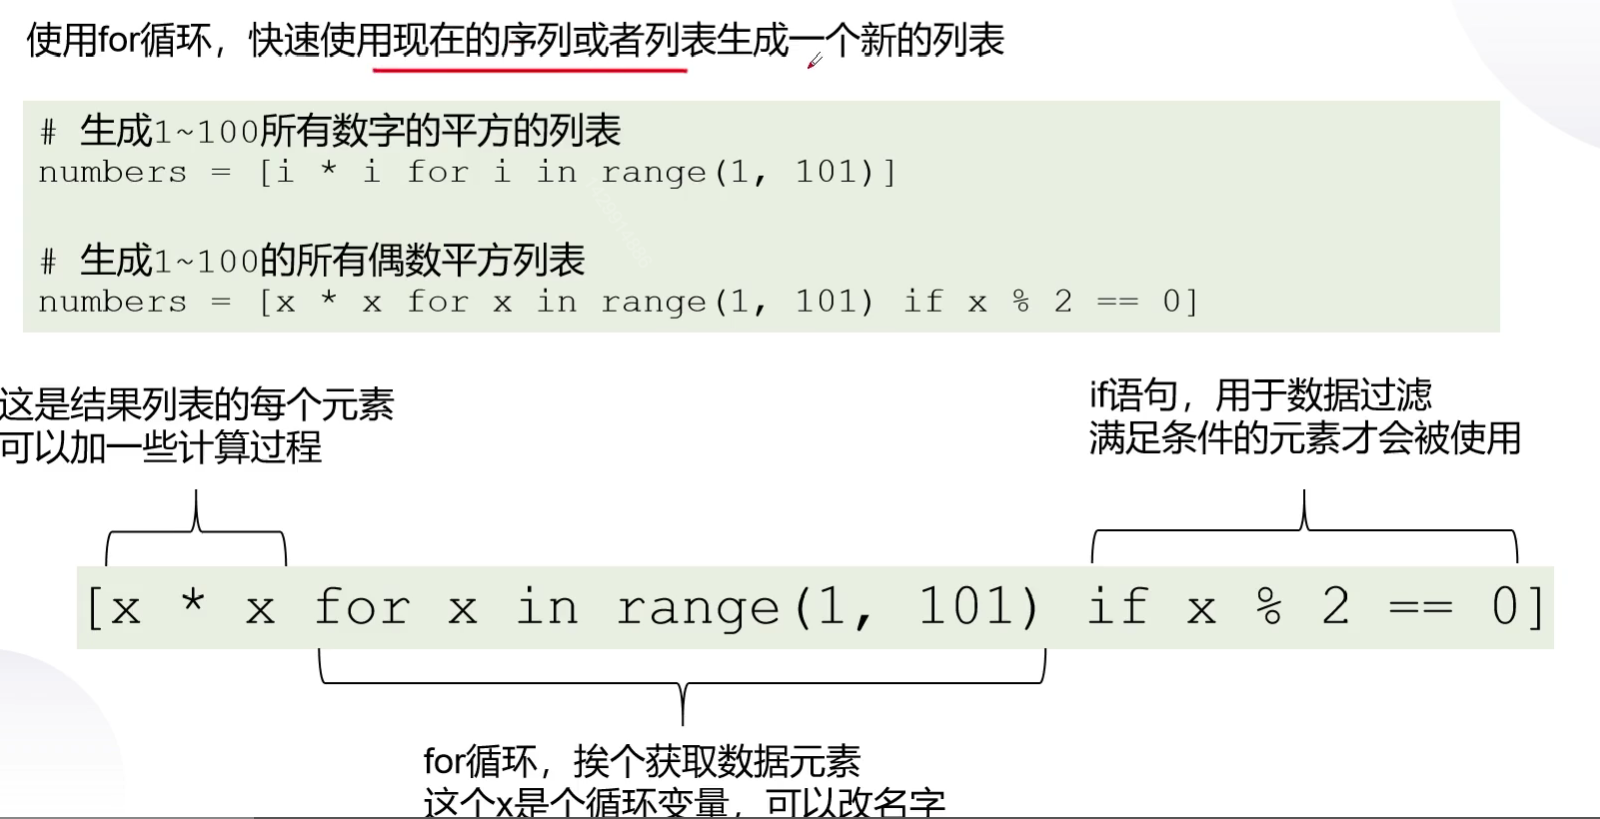 使用for循环，快速使用现在的序列或者列表生成一个新的列表
# 生成1~100所有数字的平方的列表
numbers = [i * i for i in range(1, 101)]
# 生成1~100的所有偶数平方列表
numbers = [x * x for x in range(1, 101) if x % 2 == 0]
这是结果列表的每个元素
可以加一些计算过程
if语句，用于数据过滤
满足条件的元素才会被使用
[x * x for x in range(1, 101) if x % 2 == 0]
for循环，挨个获取数据元素
这个x是个循环变量，可以改名字